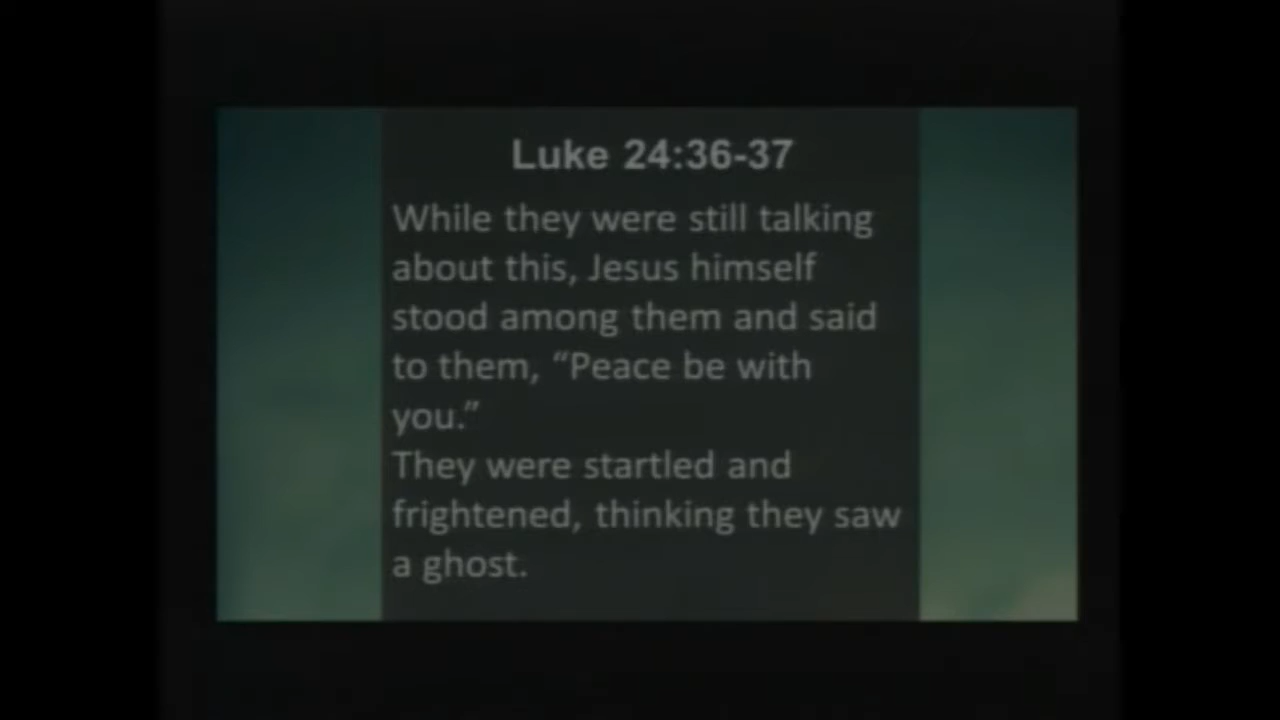 Luke 24:36-37
While they were still talking
about this, Jesus himself
stood among them and said
to them, “Peace be with
you.”
They were startled and
frightened, thinking they saw
a ghost.